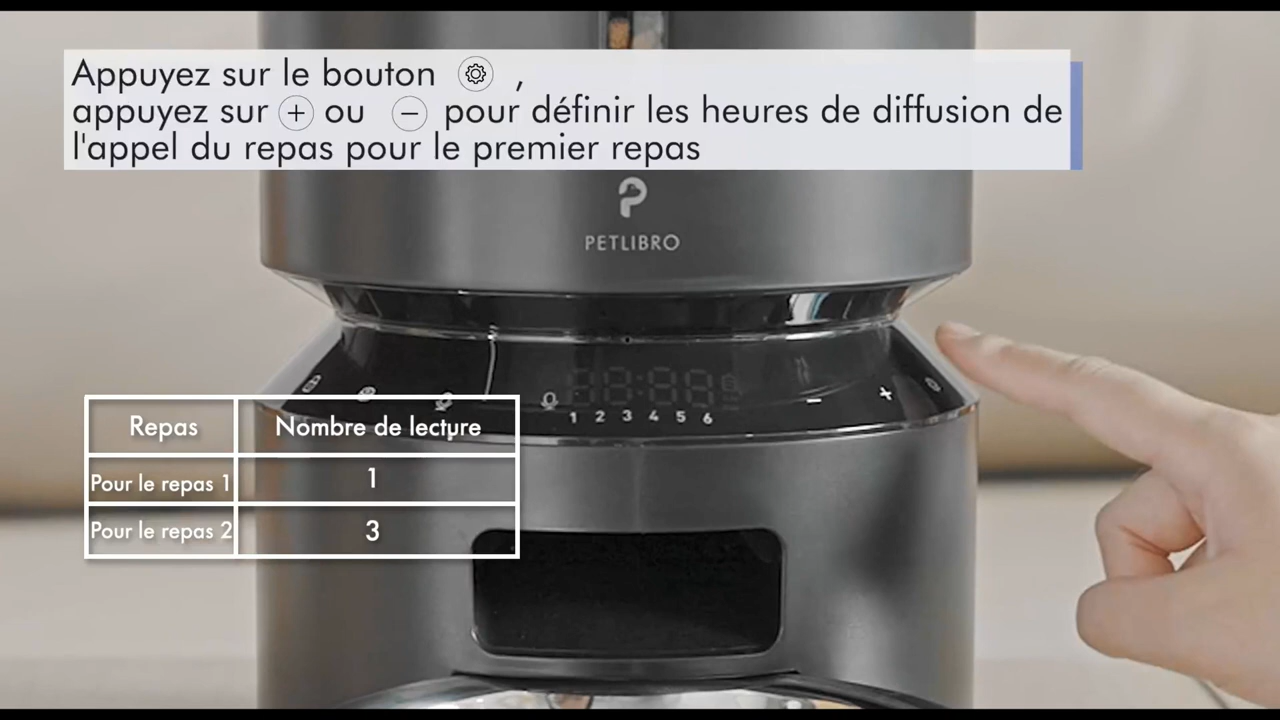 Appuyez sur le bouton ,
appuyez sur + ou − pour définir les heures de diffusion de
l'appel du repas pour le premier repas
PETLIBRO
88:88
1 2 3 4 5 6
− +
Repas Nombre de lecture
Pour le repas 1 1
Pour le repas 2 3